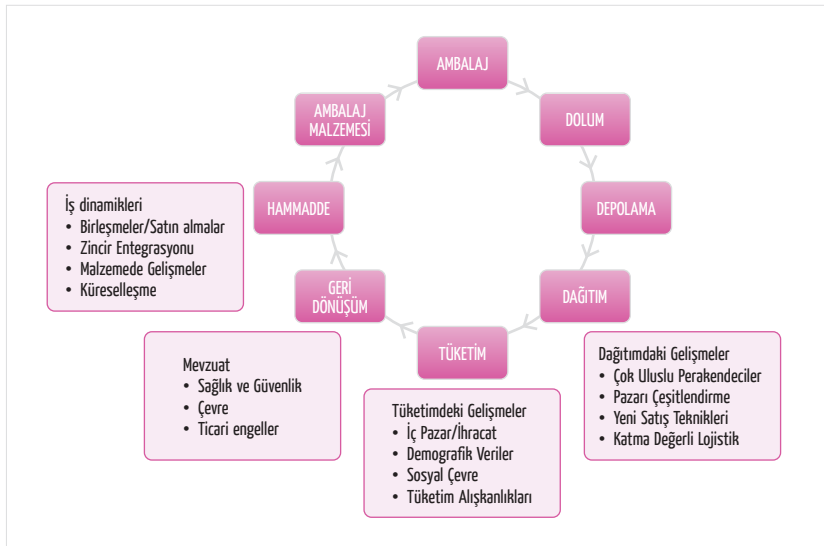 AMBALAJ
AMBALAJ
MALZEMESİ
DOLUM
HAMMADDE
DEPOLAMA
GERİ
DÖNÜŞÜM
DAĞITIM
TÜKETİM
İş dinamikleri
• Birleşmeler/Satın almalar
• Zincir Entegrasyonu
• Malzemede Gelişmeler
• Küreselleşme
Mevzuat
• Sağlık ve Güvenlik
• Çevre
• Ticari engeller
Tüketimdeki Gelişmeler
• İç Pazar/İhracat
• Demografik Veriler
• Sosyal Çevre
• Tüketim Alışkanlıkları
Dağıtımdaki Gelişmeler
• Çok Uluslu Perakendeciler
• Pazarı Çeşitlendirme
• Yeni Satış Teknikleri
• Katma Değerli Lojistik